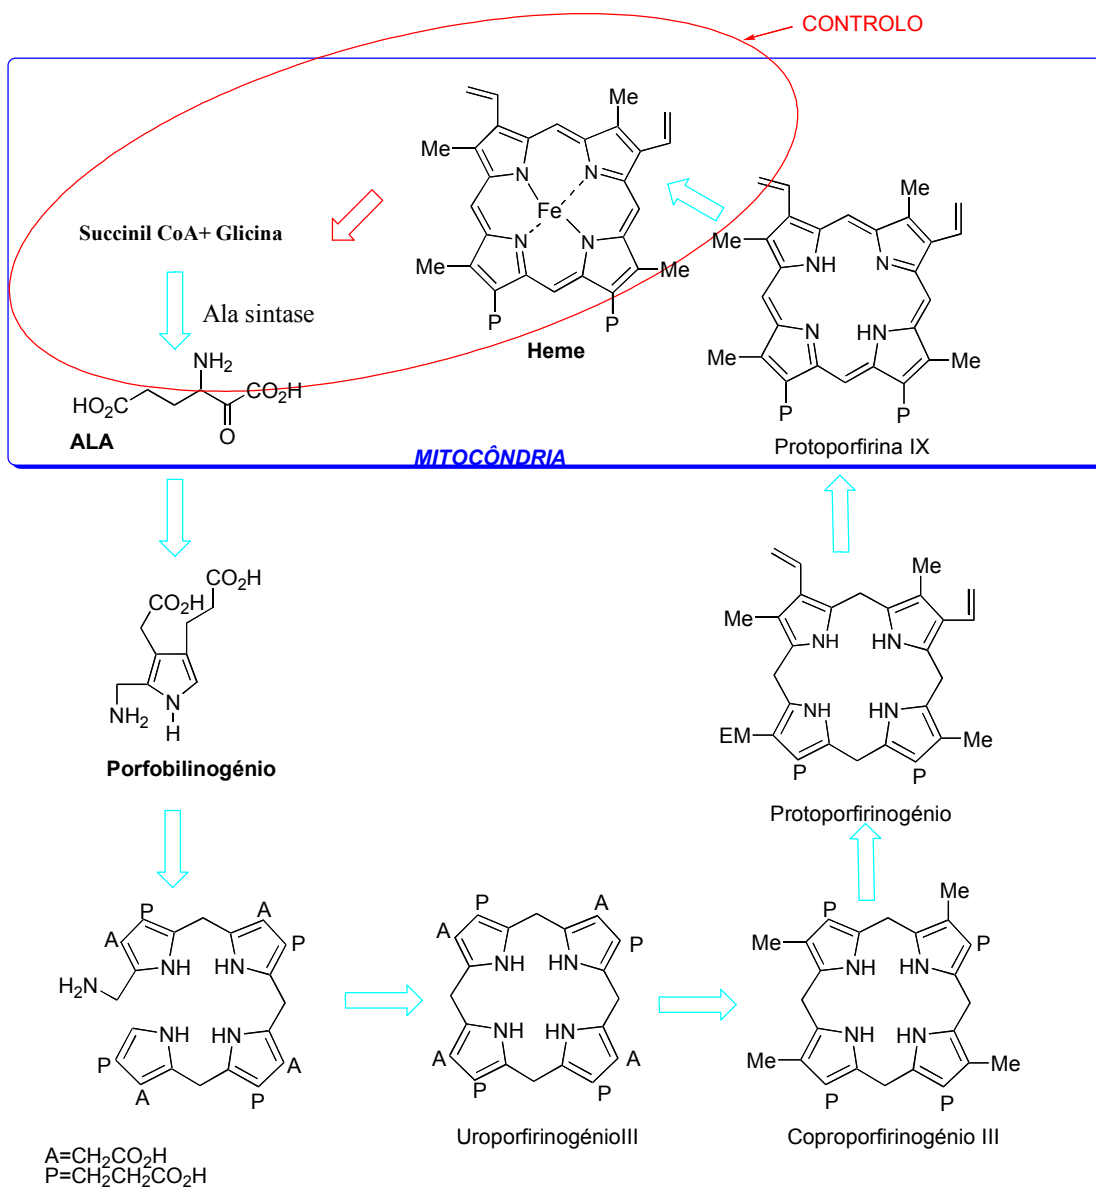 CONTROLO
Me
Me
N
N
Fe
N
N
Me
Me
P
P
Heme
Succinil CoA+ Glicina
Ala sintase
NH2
HO2C
CO2H
O
ALA
MITOCÔNDRIA
Me
Me
NH
N
N
HN
Me
Me
P
P
Protoporfirina IX
CO2H
CO2H
NH2
N
H
Porfobilinogénio
Me
Me
NH
HN
NH
HN
EM
Me
P
P
Protoporfirinogénio
P
A
A
P
NH
HN
H2N
NH
HN
P
A
A
P
P
A
A
P
NH
HN
NH
HN
A
A
P
P
UroporfirinogénioIII
Me
P
Me
P
NH
HN
NH
HN
Me
Me
P
P
Coproporfirinogénio III
A=CH2CO2H
P=CH2CH2CO2H